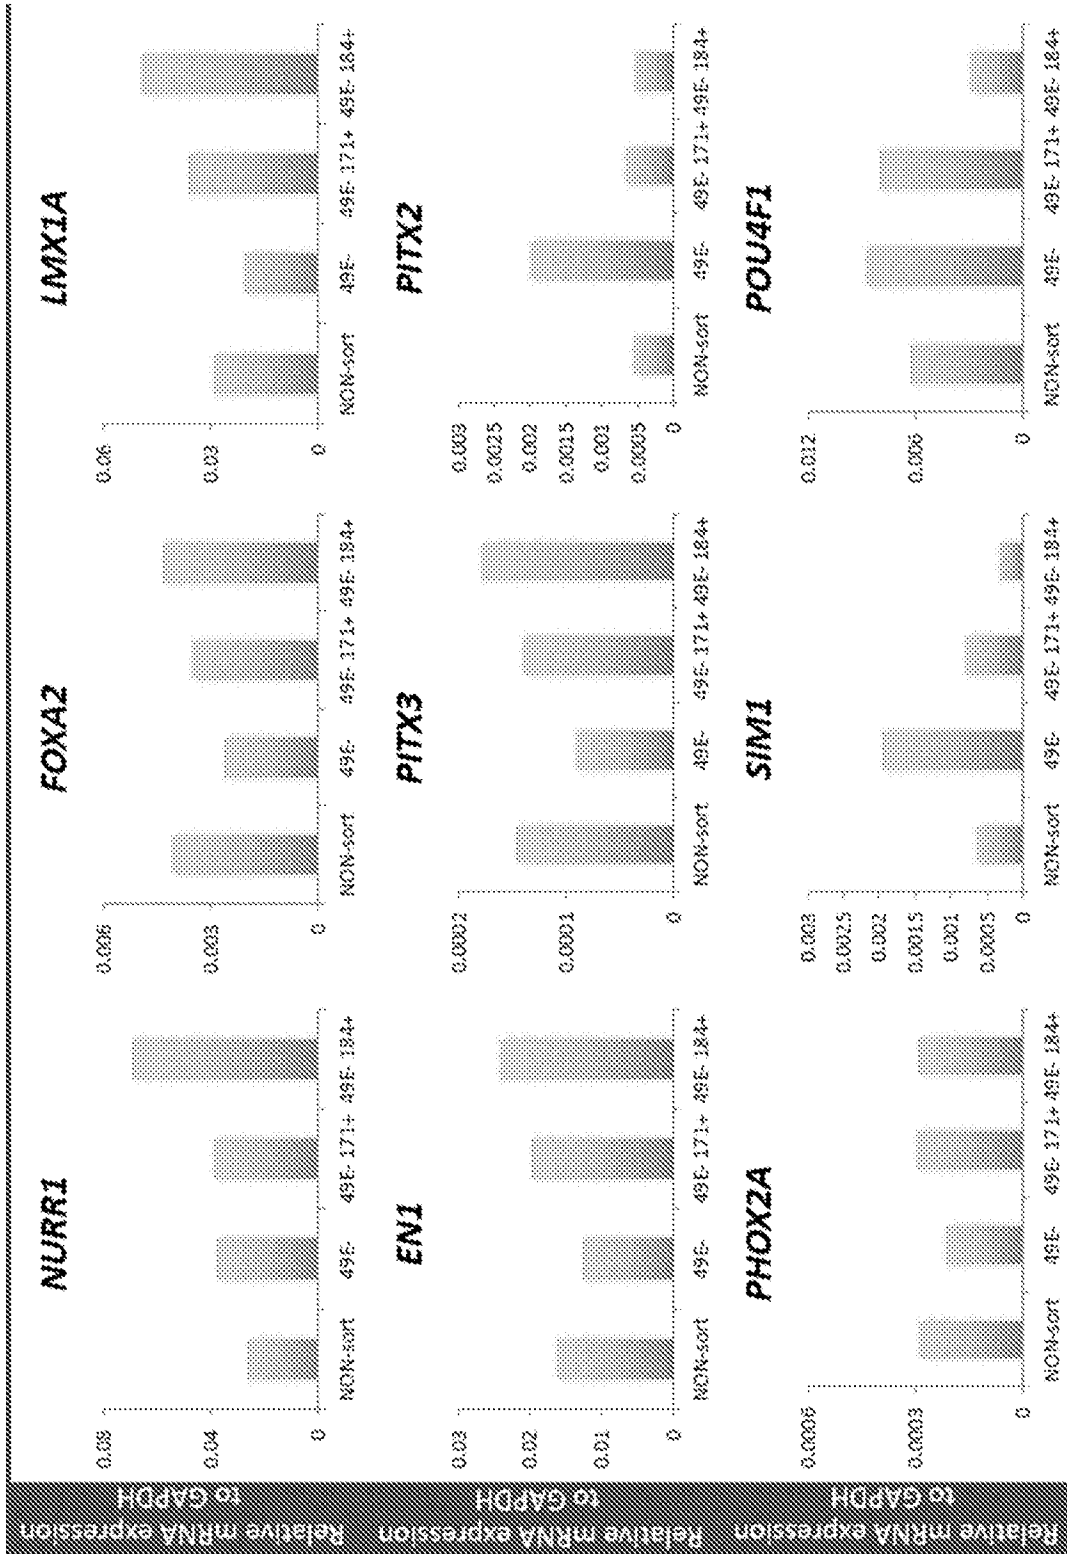 Relative mRNA expression
to GAPDH
NURR1
0.08
0.04
0
NON-sort 49E- 49E- 171+ 49E- 184+
FOXA2
0.006
0.003
0
NON-sort 49E- 49E- 171+ 49E- 184+
LMX1A
0.06
0.03
0
NON-sort 49E- 49E- 171+ 49E- 184+
Relative mRNA expression
to GAPDH
EN1
0.03
0.02
0.01
0
NON-sort 49E- 49E- 171+ 49E- 184+
PITX3
0.0002
0.0001
0
NON-sort 49E- 49E- 171+ 49E- 184+
PITX2
0.003
0.0025
0.002
0.0015
0.001
0.0005
0
NON-sort 49E- 49E- 171+ 49E- 184+
Relative mRNA expression
to GAPDH
PHOX2A
0.0006
0.0003
0
NON-sort 49E- 49E- 171+ 49E- 184+
SIM1
0.003
0.0025
0.002
0.0015
0.001
0.0005
0
NON-sort 49E- 49E- 171+ 49E- 184+
POU4F1
0.012
0.006
0
NON-sort 49E- 49E- 171+ 49E- 184+